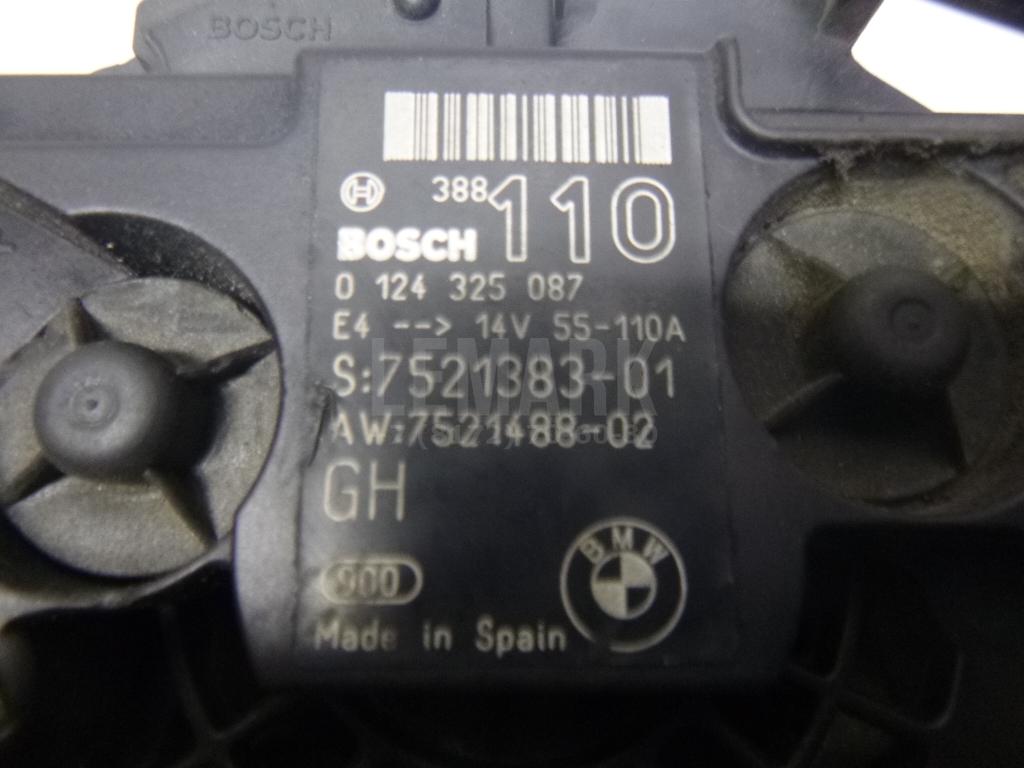 BOSCH
388 110
BOSCH
0 124 325 087
E4 --> 14V 55-110A
S:7521383-01
LEMARK
AW:7521488-02
GH
900
BMW
Made in Spain